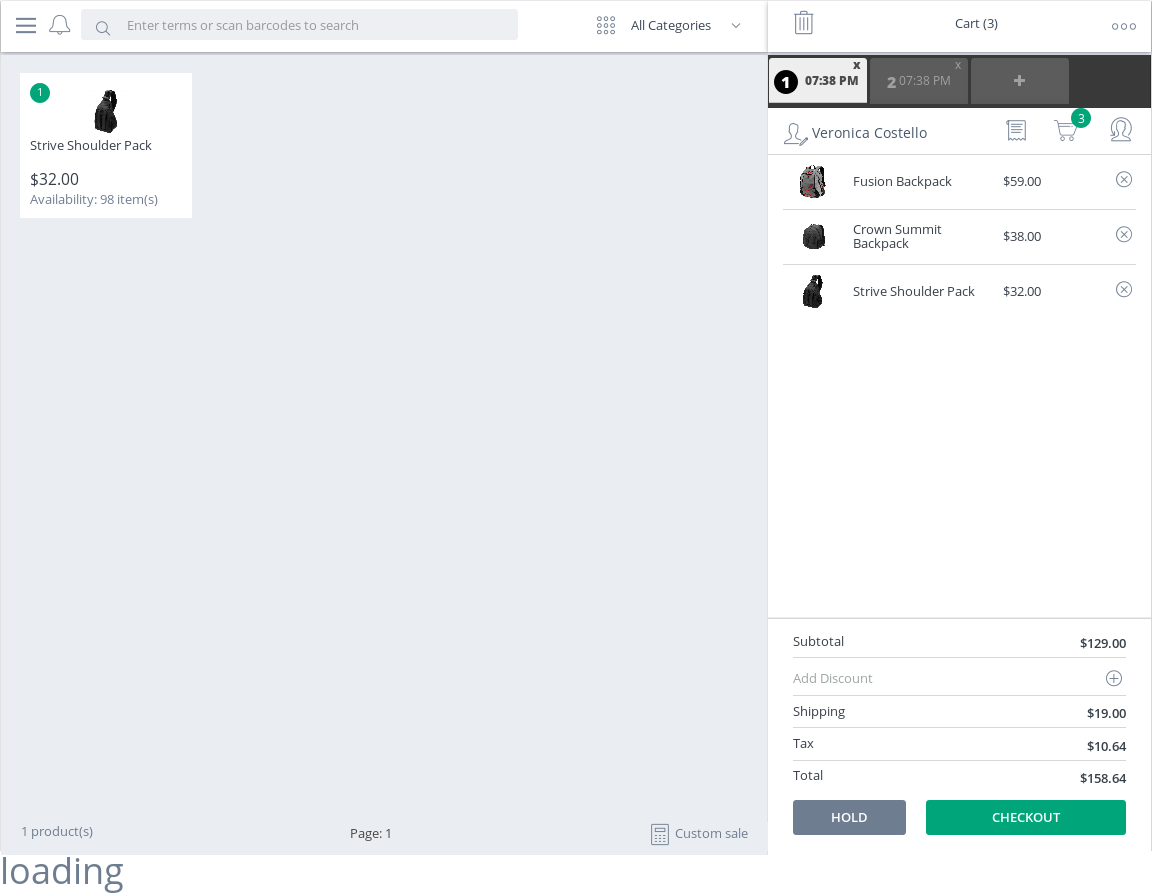 Enter terms or scan barcodes to search
All Categories
Cart (3)
1
Strive Shoulder Pack
$32.00
Availability: 98 item(s)
1 product(s)
Page: 1
Custom sale
1 07:38 PM x
2 07:38 PM x
+
Veronica Costello
3
Fusion Backpack $59.00
Crown Summit
Backpack $38.00
Strive Shoulder Pack $32.00
Subtotal $129.00
Add Discount
Shipping $19.00
Tax $10.64
Total $158.64
HOLD CHECKOUT
loading